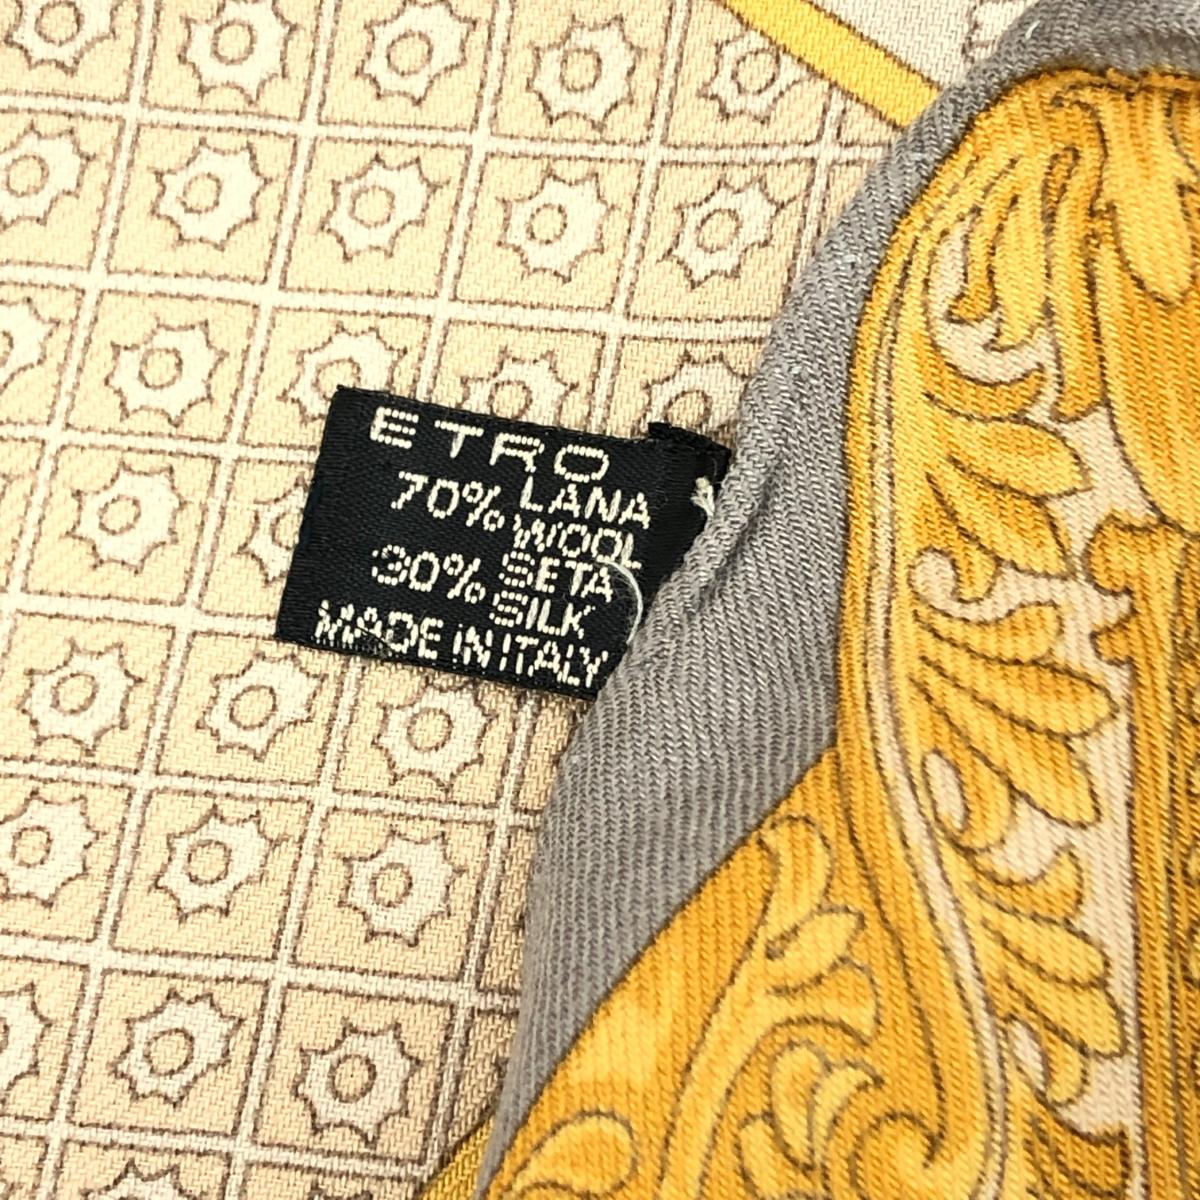 ETRO
70% LANA
WOOL
30% SETA
SILK
MADE IN ITALY